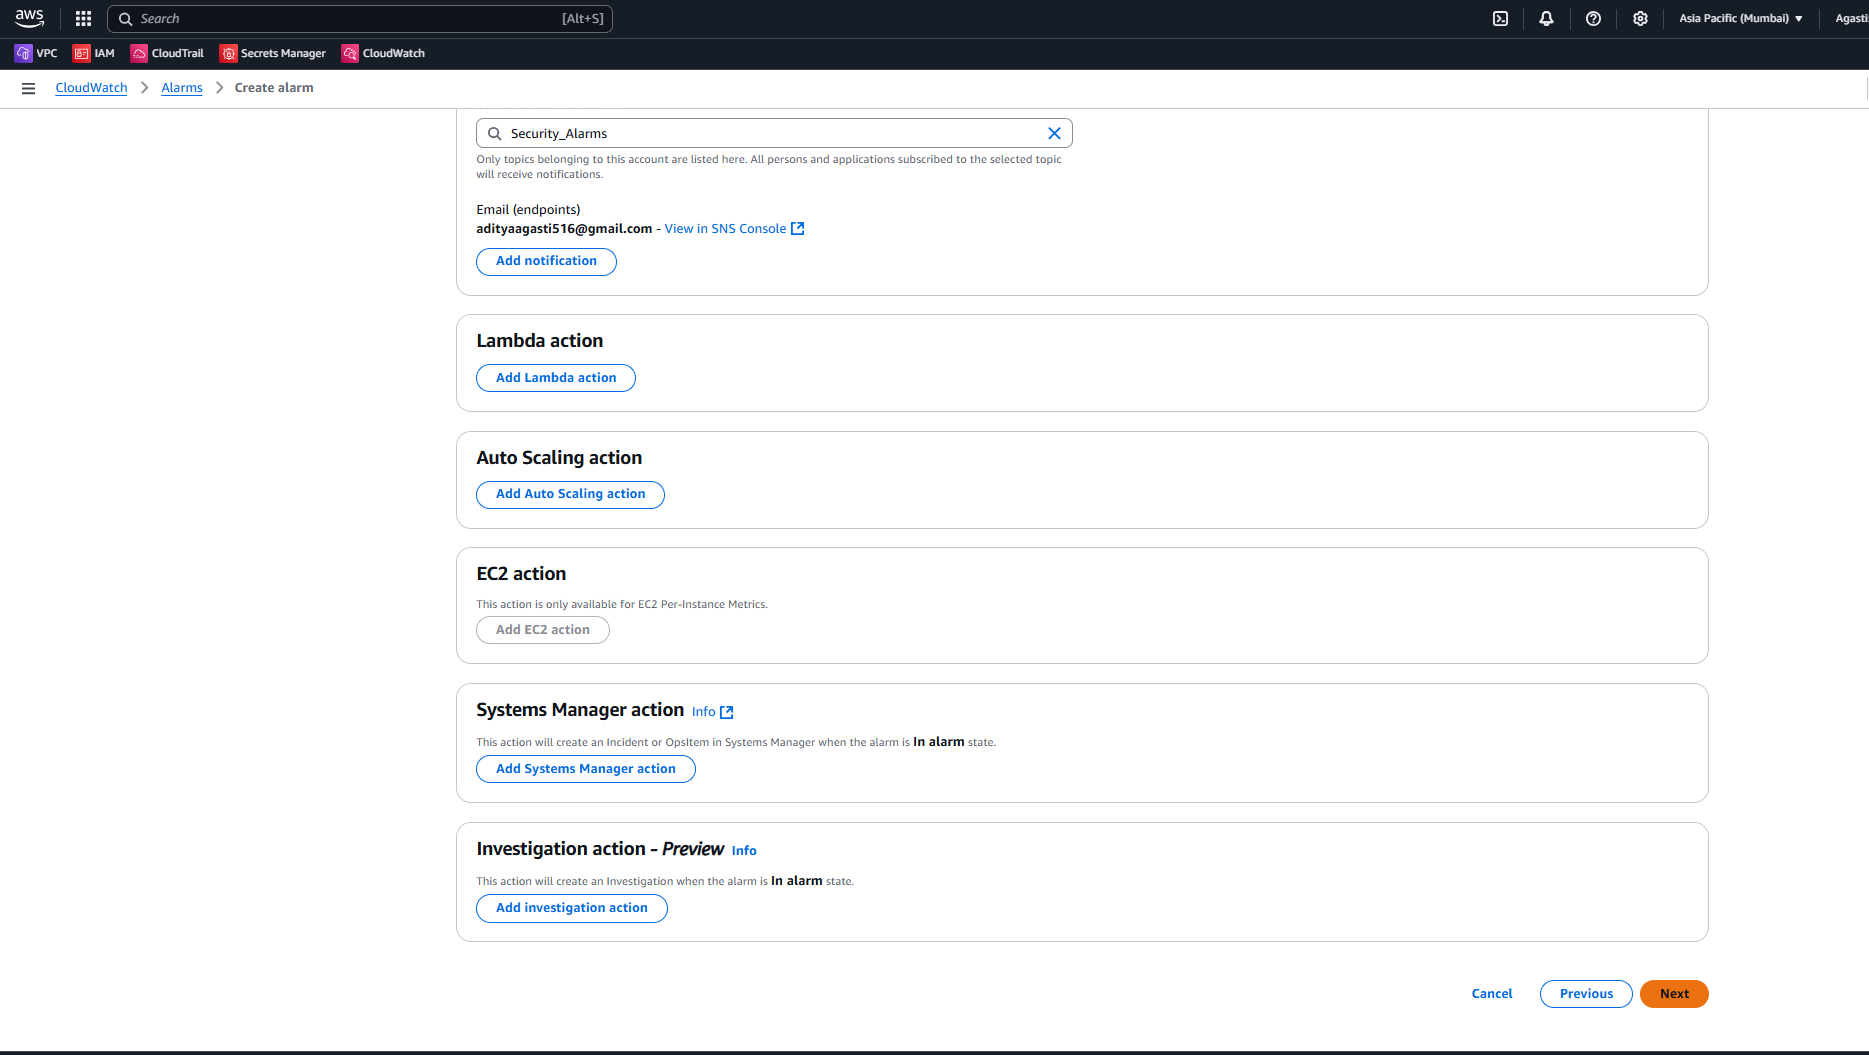 aws
Search [Alt+S]
Asia Pacific (Mumbai) ▼
VPC IAM CloudTrail Secrets Manager CloudWatch
CloudWatch > Alarms > Create alarm
Security_Alarms
Only topics belonging to this account are listed here. All persons and applications subscribed to the selected topic
will receive notifications.
Email (endpoints)
adityaagasti516@gmail.com - View in SNS Console
Add notification
Lambda action
Add Lambda action
Auto Scaling action
Add Auto Scaling action
EC2 action
This action is only available for EC2 Per-Instance Metrics.
Add EC2 action
Systems Manager action Info
This action will create an Incident or OpsItem in Systems Manager when the alarm is In alarm state.
Add Systems Manager action
Investigation action - Preview Info
This action will create an Investigation when the alarm is In alarm state.
Add investigation action
Cancel Previous Next